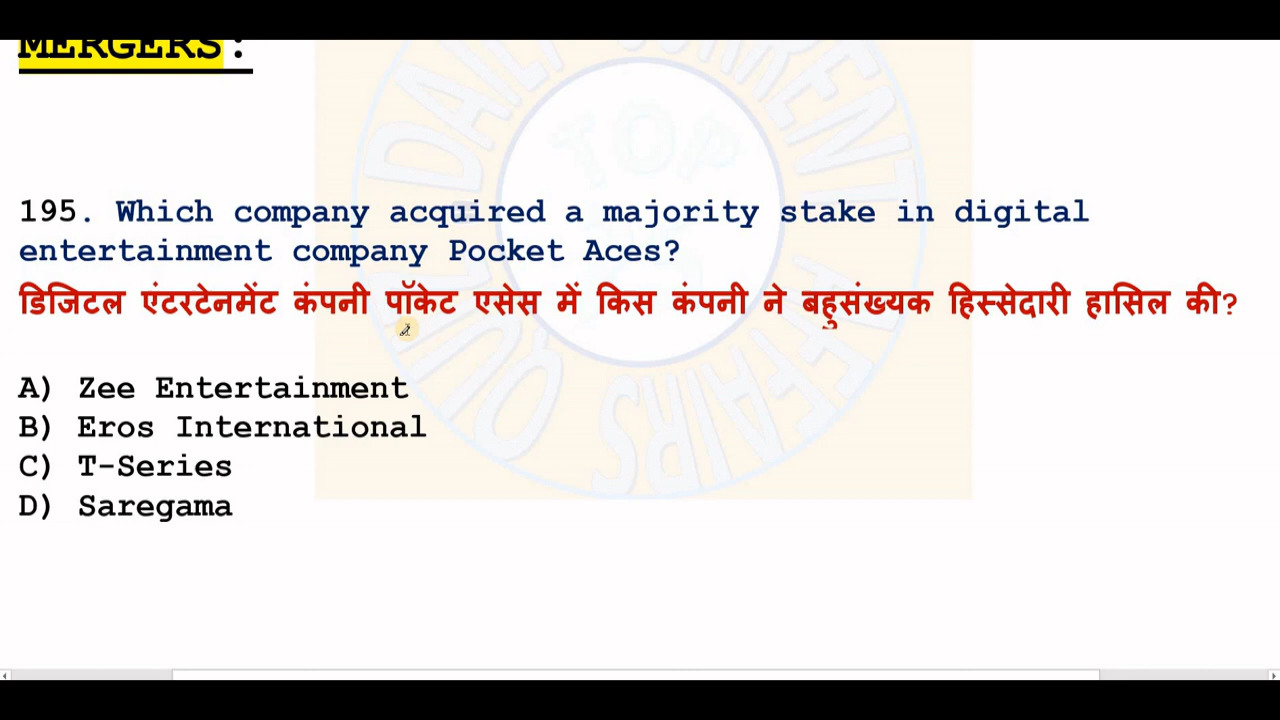 MERGERS:
195. Which company acquired a majority stake in digital
entertainment company Pocket Aces?
डिजिटल एंटरटेनमेंट कंपनी पॉकेट एसेस में किस कंपनी ने बहुसंख्यक हिस्सेदारी हासिल की?
A) Zee Entertainment
B) Eros International
C) T-Series
D) Saregama